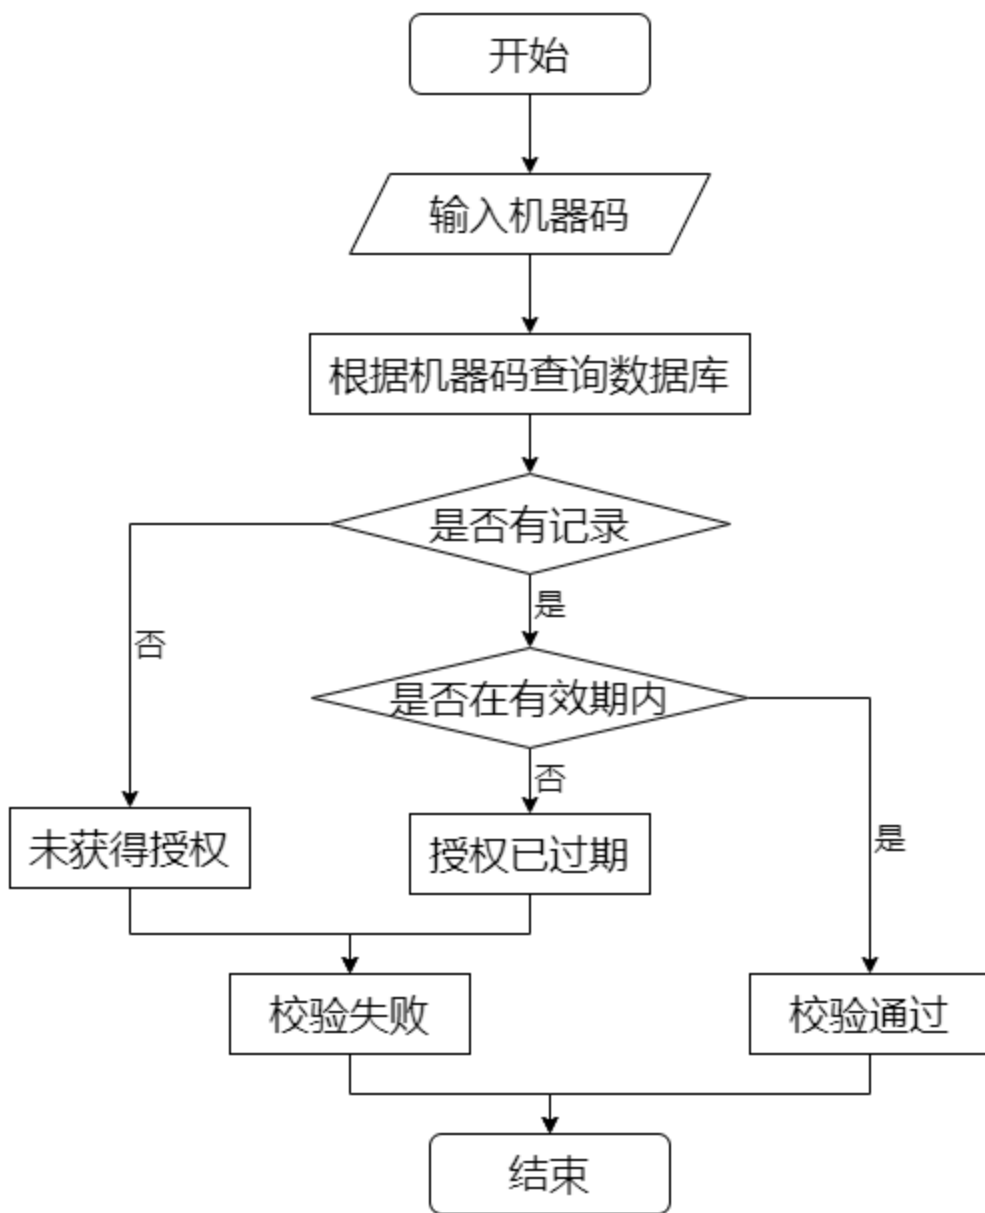 开始
输入机器码
根据机器码查询数据库
是否有记录
是
否
是否在有效期内
否
是
未获得授权
授权已过期
校验失败
校验通过
结束